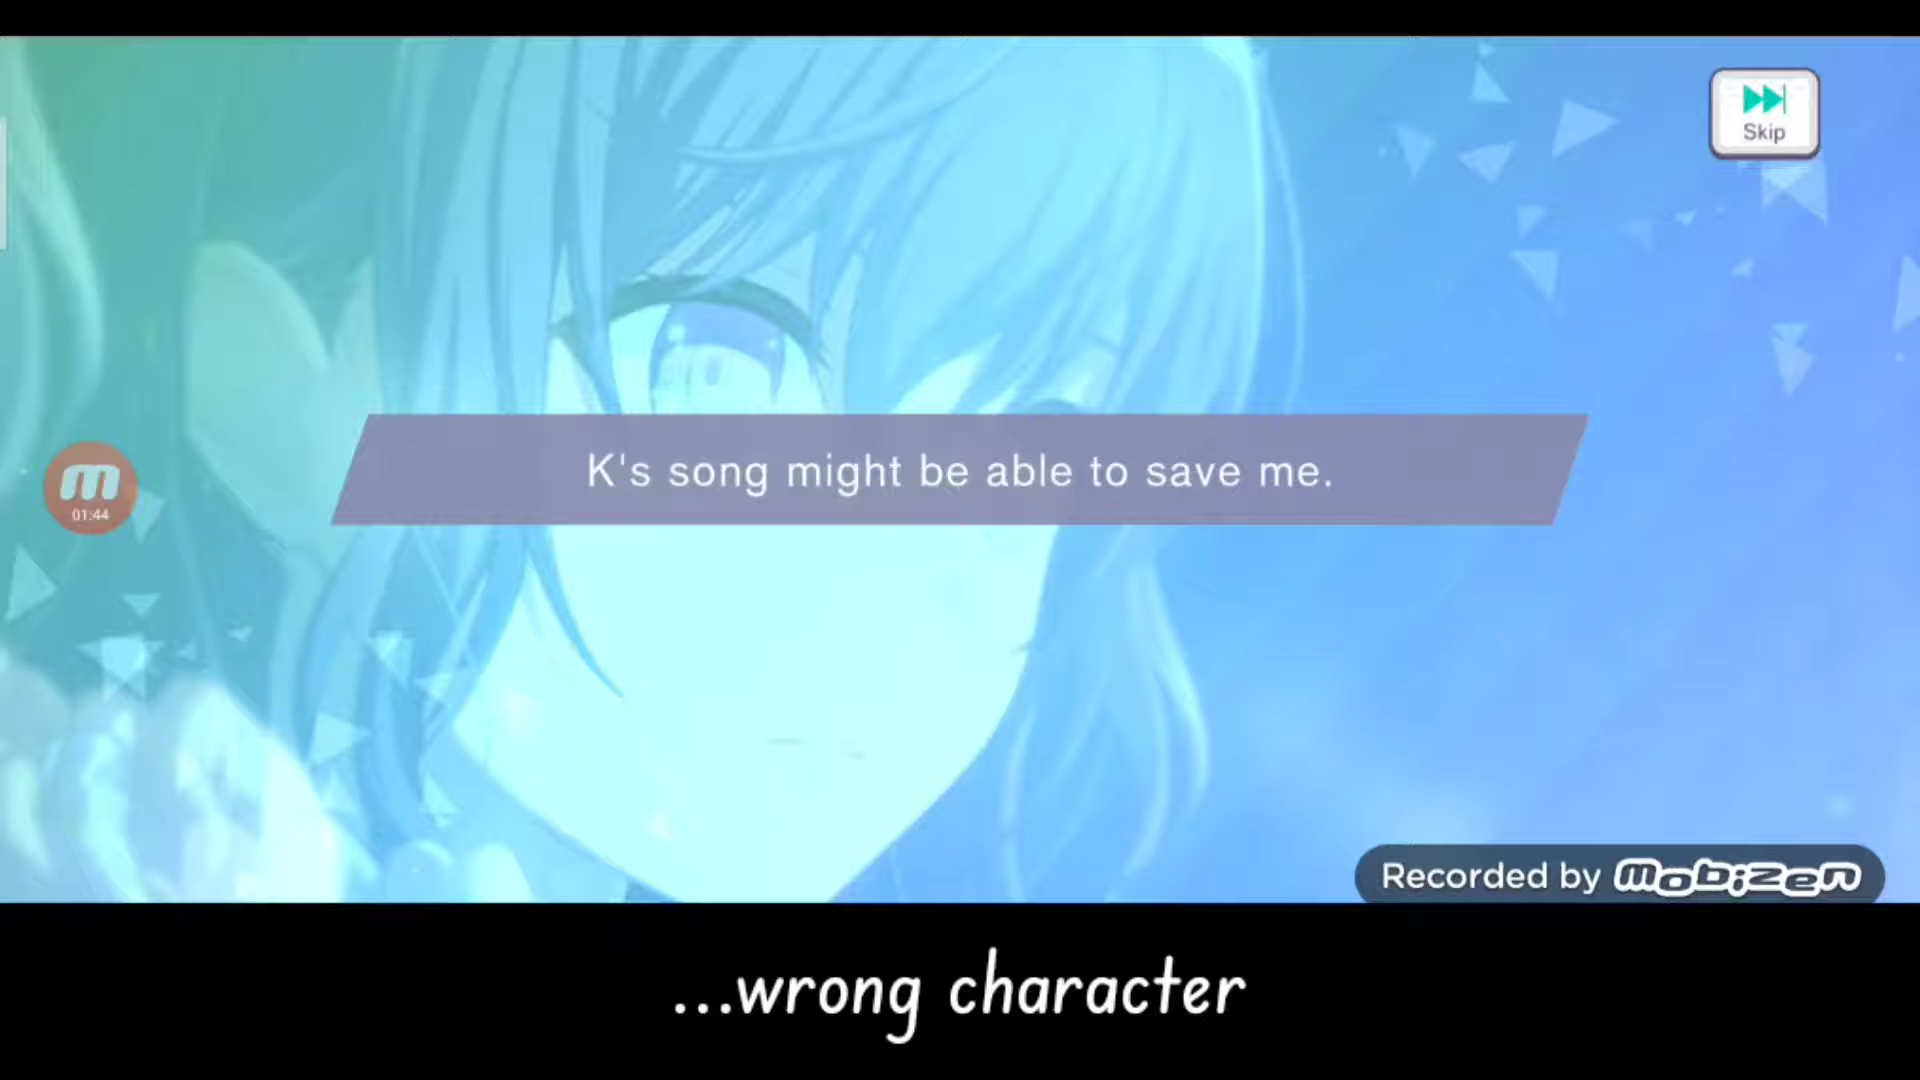 Skip
K's song might be able to save me.
m
01:44
Recorded by mobizen
...wrong character